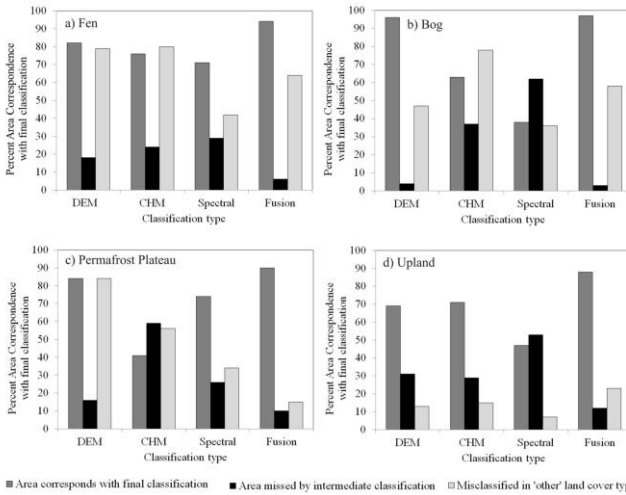 a) Fen
100
90
80
70
60
50
40
30
20
10
0
Percent Area Correspondence
with final classification
DEM CHM Spectral Fusion
Classification type
b) Bog
100
90
80
70
60
50
40
30
20
10
0
Percent Area Correspondence
with final classification
DEM CHM Spectral Fusion
Classification type
c) Permafrost Plateau
100
90
80
70
60
50
40
30
20
10
0
Percent Area Correspondence
with final classification
DEM CHM Spectral Fusion
Classification type
d) Upland
100
90
80
70
60
50
40
30
20
10
0
Percent Area Correspondence
with final classification
DEM CHM Spectral Fusion
Classification type
Area corresponds with final classification Area missed by intermediate classification Misclassified in 'other' land cover typ